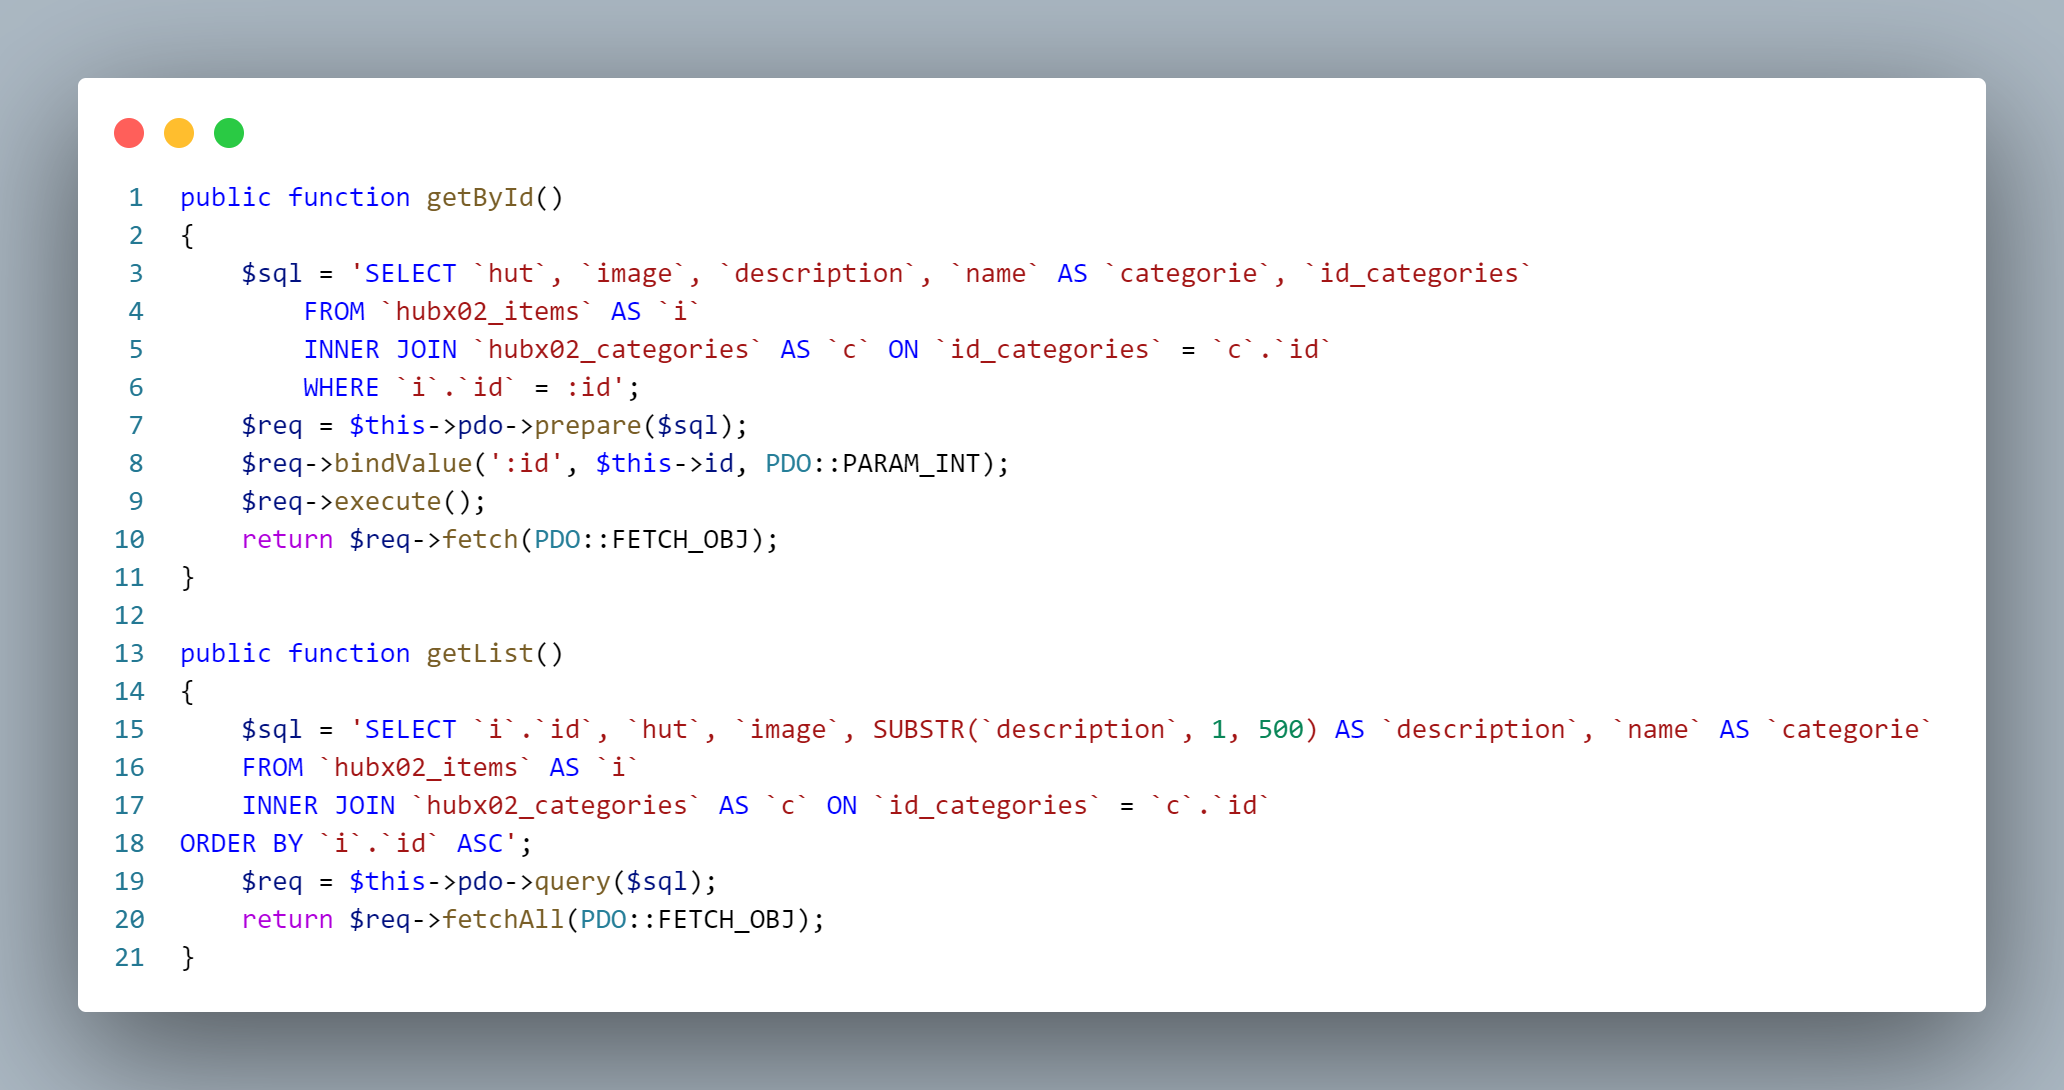 1 public function getById()
2 {
3     $sql = 'SELECT `hut`, `image`, `description`, `name` AS `categorie`, `id_categories`
4         FROM `hubx02_items` AS `i`
5         INNER JOIN `hubx02_categories` AS `c` ON `id_categories` = `c`.`id`
6         WHERE `i`.`id` = :id';
7     $req = $this->pdo->prepare($sql);
8     $req->bindValue(':id', $this->id, PDO::PARAM_INT);
9     $req->execute();
10     return $req->fetch(PDO::FETCH_OBJ);
11 }
12
13 public function getList()
14 {
15     $sql = 'SELECT `i`.`id`, `hut`, `image`, SUBSTR(`description`, 1, 500) AS `description`, `name` AS `categorie`
16     FROM `hubx02_items` AS `i`
17     INNER JOIN `hubx02_categories` AS `c` ON `id_categories` = `c`.`id`
18 ORDER BY `i`.`id` ASC';
19     $req = $this->pdo->query($sql);
20     return $req->fetchAll(PDO::FETCH_OBJ);
21 }